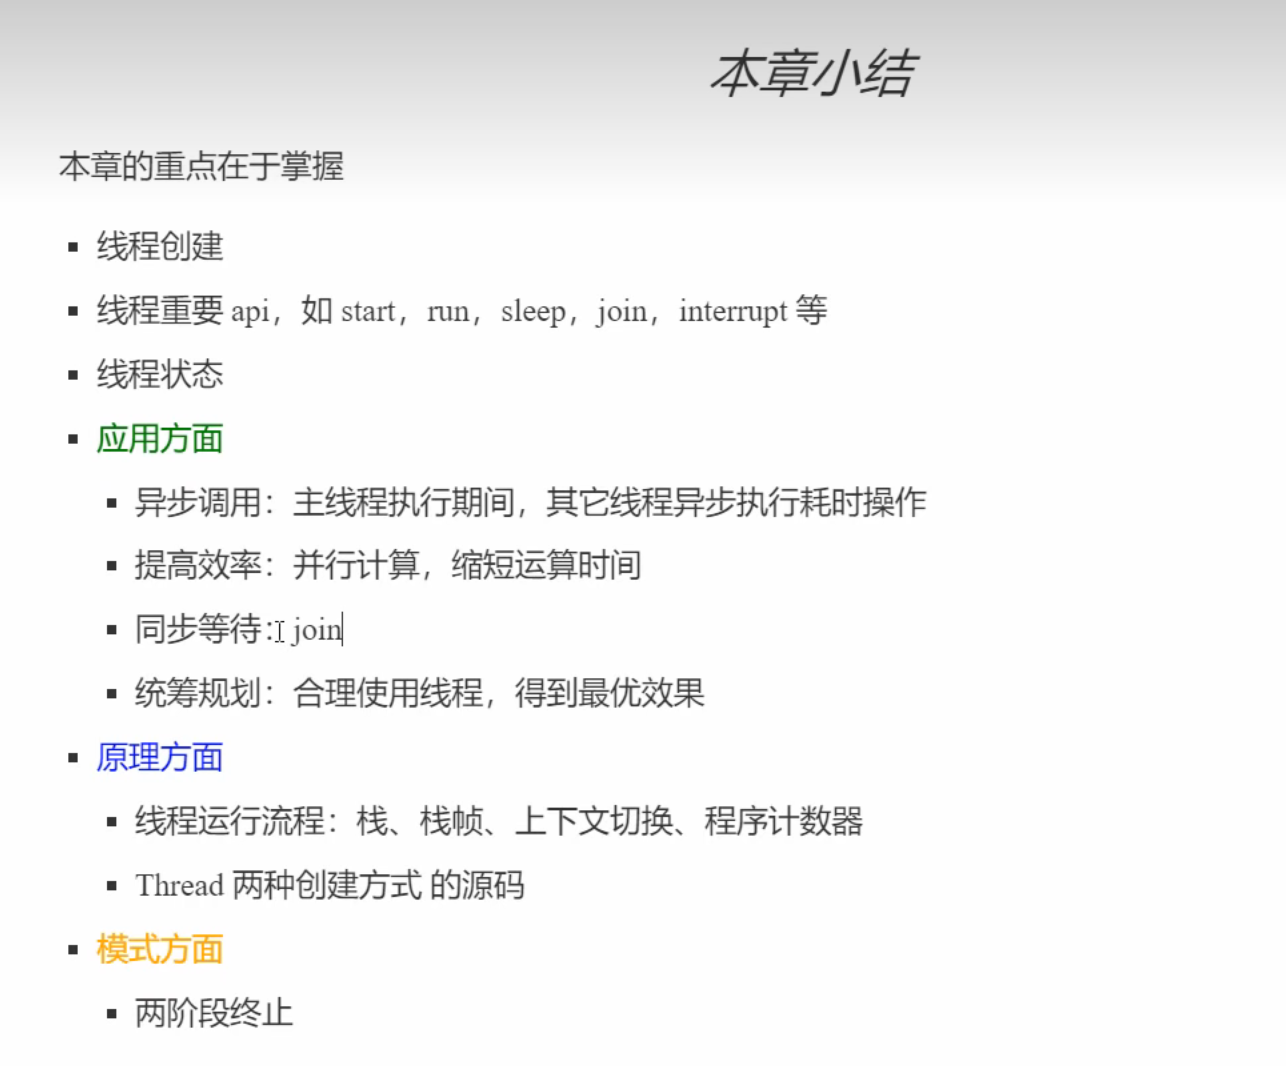 本章小结
本章的重点在于掌握
线程创建
线程重要 api，如 start，run，sleep，join，interrupt 等
线程状态
应用方面
异步调用：主线程执行期间，其它线程异步执行耗时操作
提高效率：并行计算，缩短运算时间
同步等待：join
统筹规划：合理使用线程，得到最优效果
原理方面
线程运行流程：栈、栈帧、上下文切换、程序计数器
Thread 两种创建方式 的源码
模式方面
两阶段终止